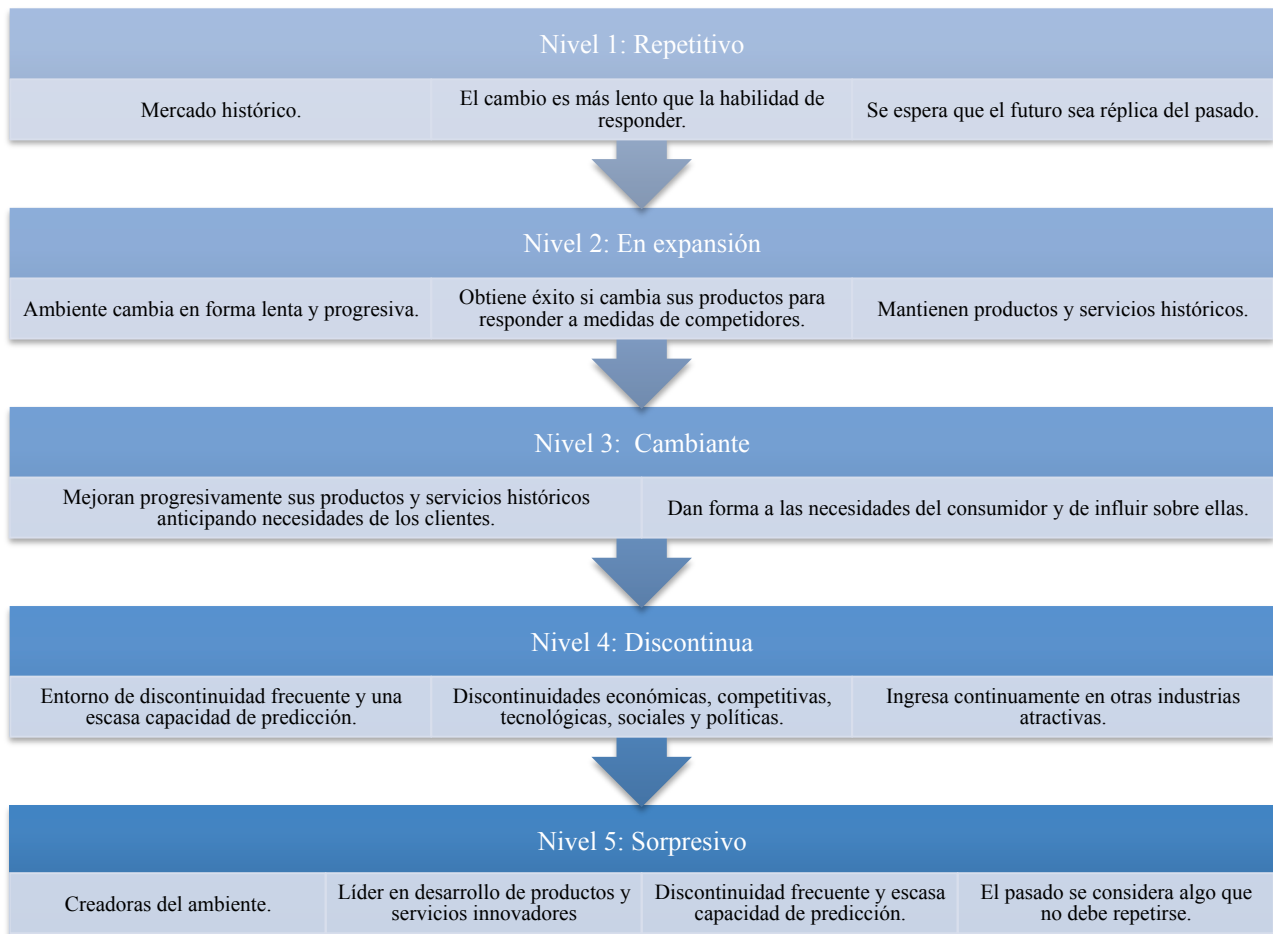 Nivel 1: Repetitivo
Mercado histórico.
El cambio es más lento que la habilidad de
responder.
Se espera que el futuro sea réplica del pasado.
Nivel 2: En expansión
Ambiente cambia en forma lenta y progresiva.
Obtiene éxito si cambia sus productos para
responder a medidas de competidores.
Mantienen productos y servicios históricos.
Nivel 3:  Cambiante
Mejoran progresivamente sus productos y servicios históricos
anticipando necesidades de los clientes.
Dan forma a las necesidades del consumidor y de influir sobre ellas.
Nivel 4: Discontinua
Entorno de discontinuidad frecuente y una
escasa capacidad de predicción.
Discontinuidades económicas, competitivas,
tecnológicas, sociales y políticas.
Ingresa continuamente en otras industrias
atractivas.
Nivel 5: Sorpresivo
Creadoras del ambiente.
Líder en desarrollo de productos y
servicios innovadores
Discontinuidad frecuente y escasa
capacidad de predicción.
El pasado se considera algo que
no debe repetirse.